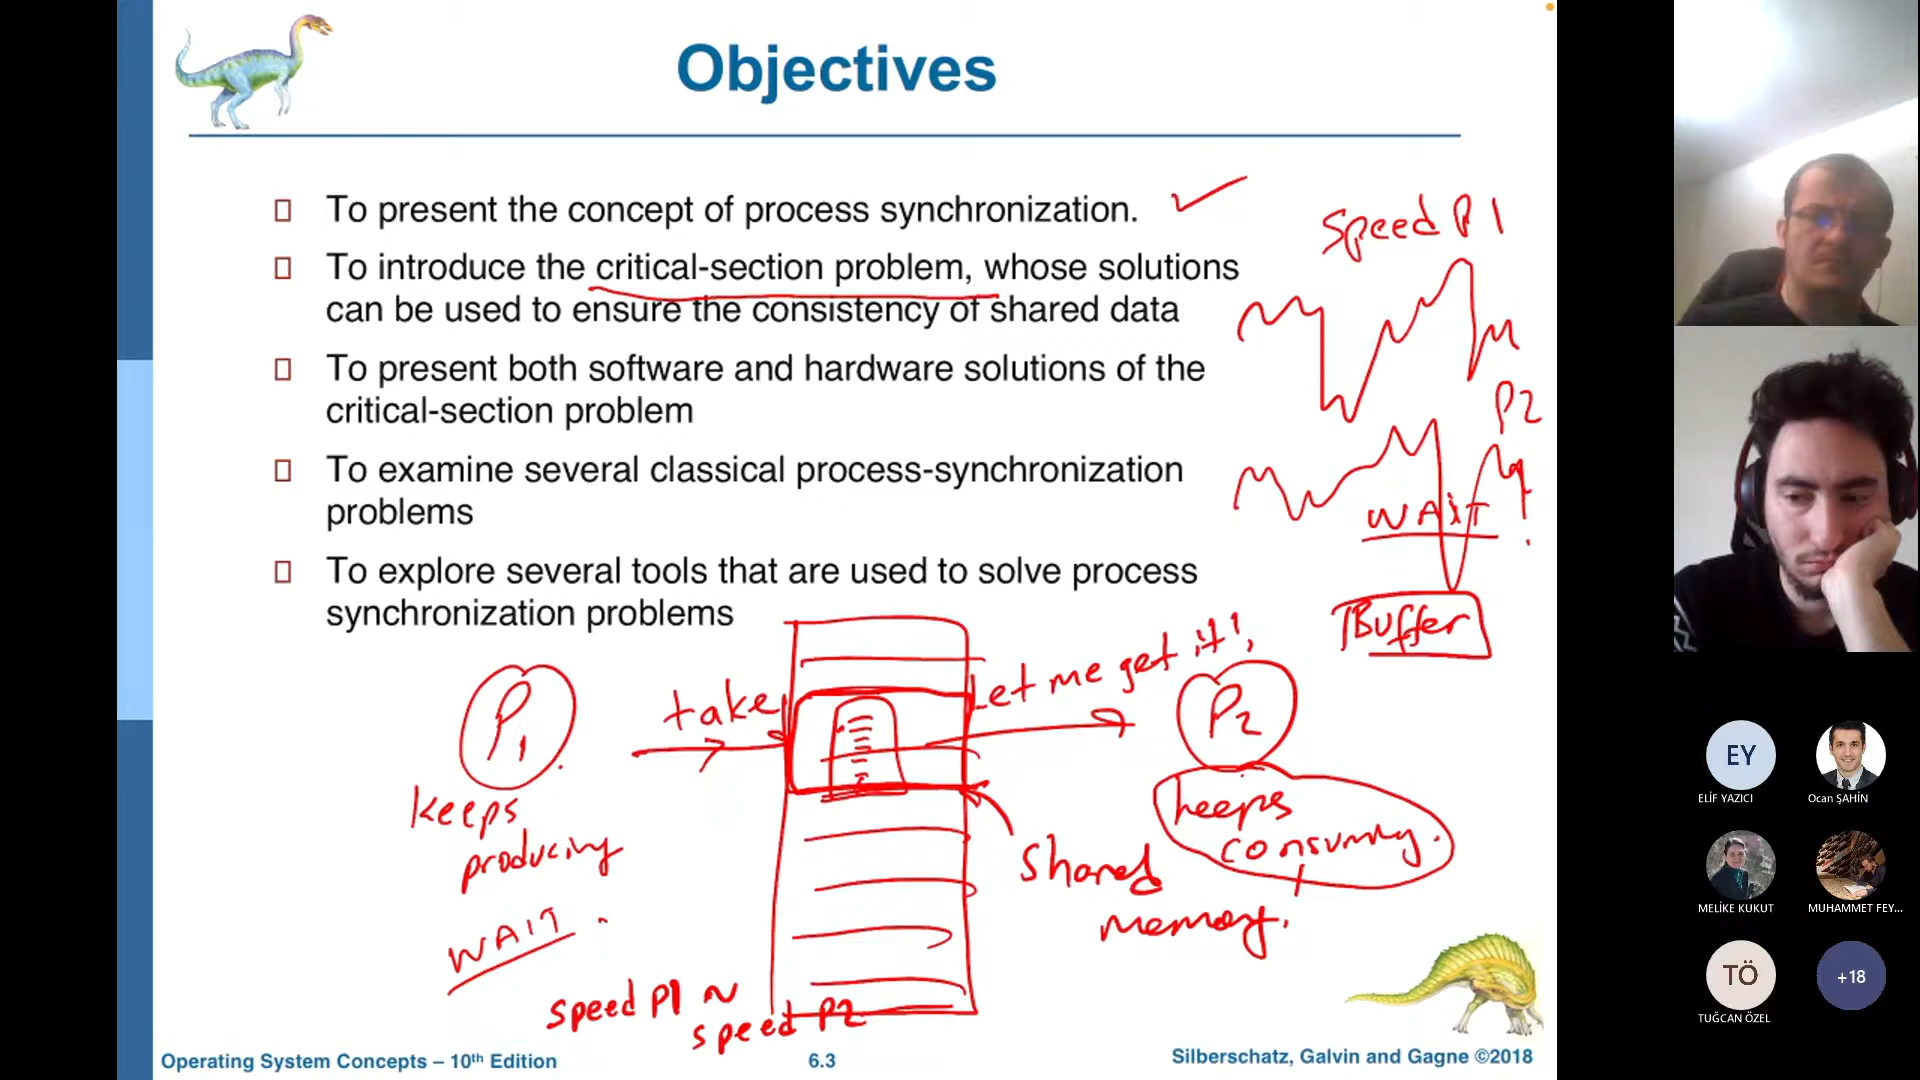 Objectives
To present the concept of process synchronization.
To introduce the critical-section problem, whose solutions
can be used to ensure the consistency of shared data
To present both software and hardware solutions of the
critical-section problem
To examine several classical process-synchronization
problems
To explore several tools that are used to solve process
synchronization problems
Speed P1
P2
WAIT
Buffer
P1
take
Let me get it!
P2
keeps
producing
keeps
consuming.
Shared
memory.
WAIT
speed P1 ~
speed P2
Operating System Concepts – 10th Edition
6.3
Silberschatz, Galvin and Gagne ©2018
EY
ELİF YAZICI
Ocan ŞAHİN
MELİKE KUKUT
MUHAMMET FEY...
TÖ
TUĞCAN ÖZEL
+18